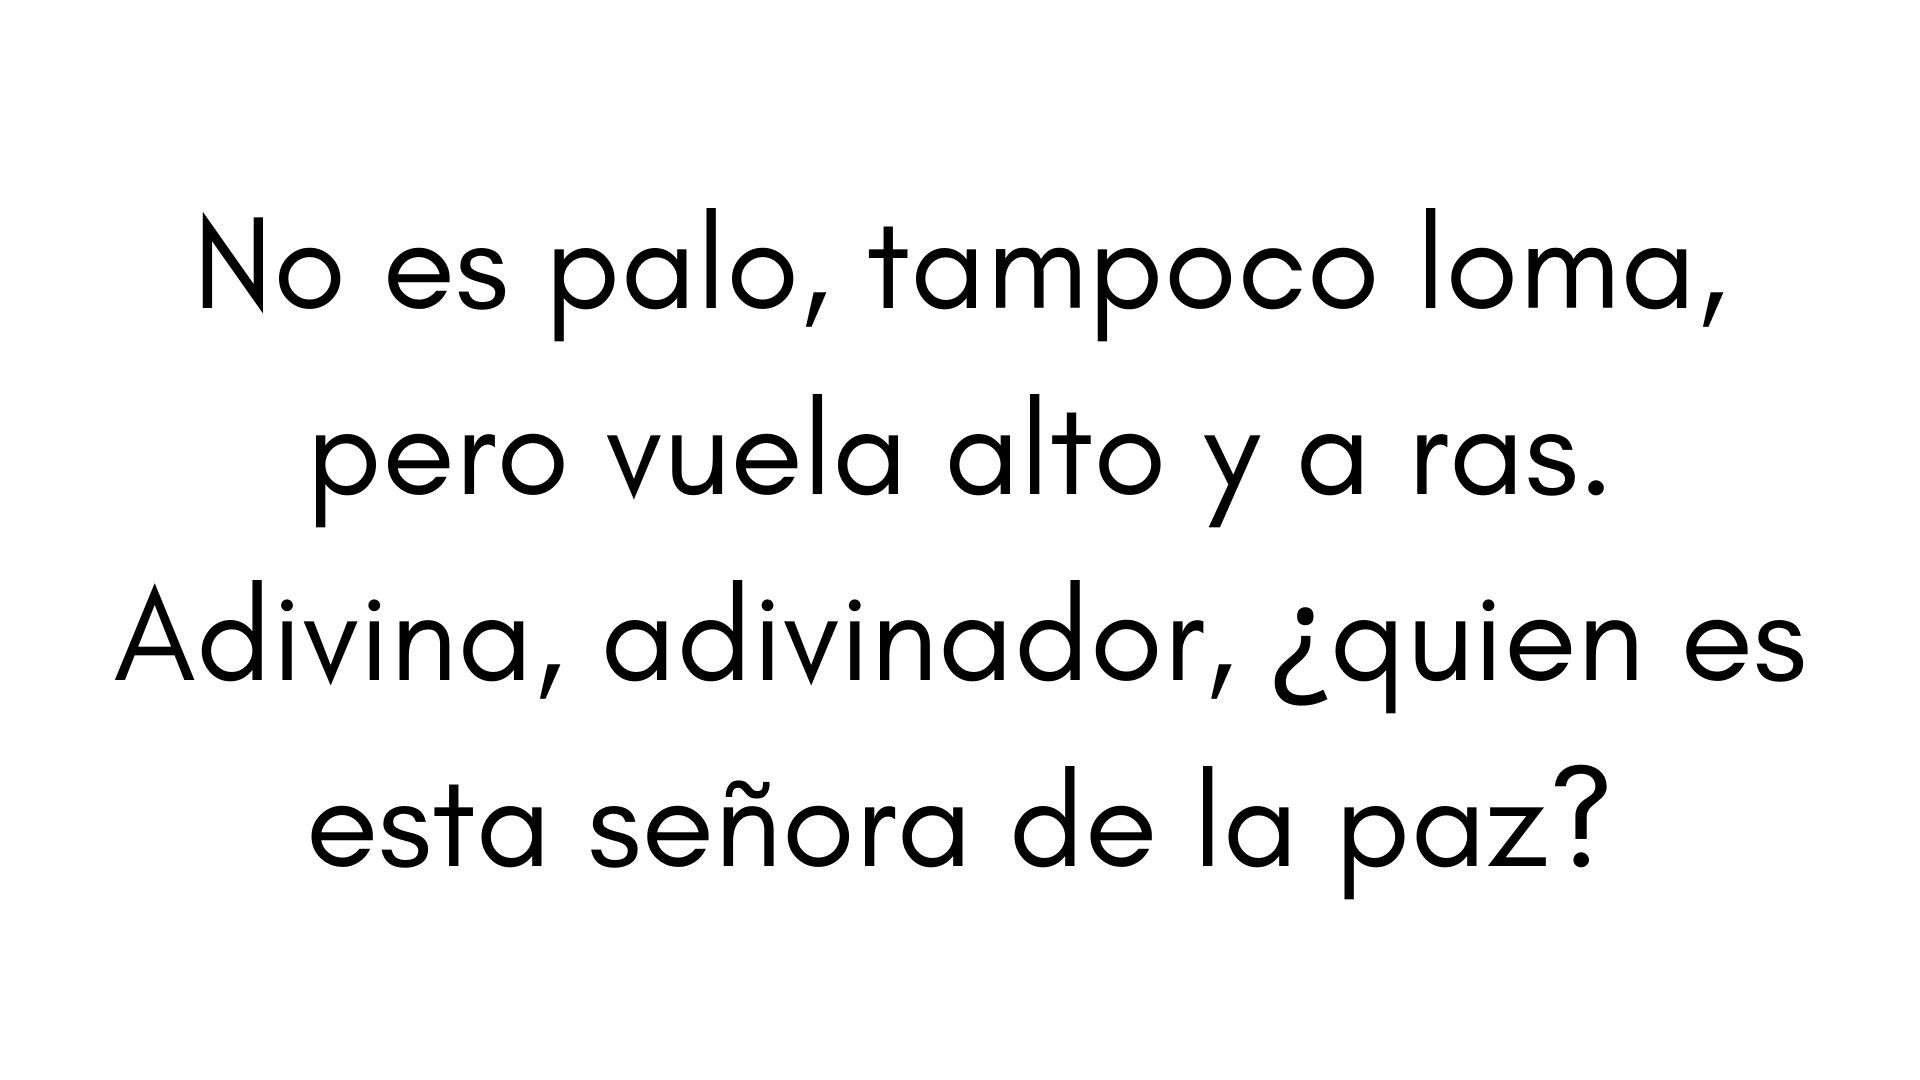 No es palo, tampoco loma,
pero vuela alto y a ras.
Adivina, adivinador, ¿quien es
esta señora de la paz?